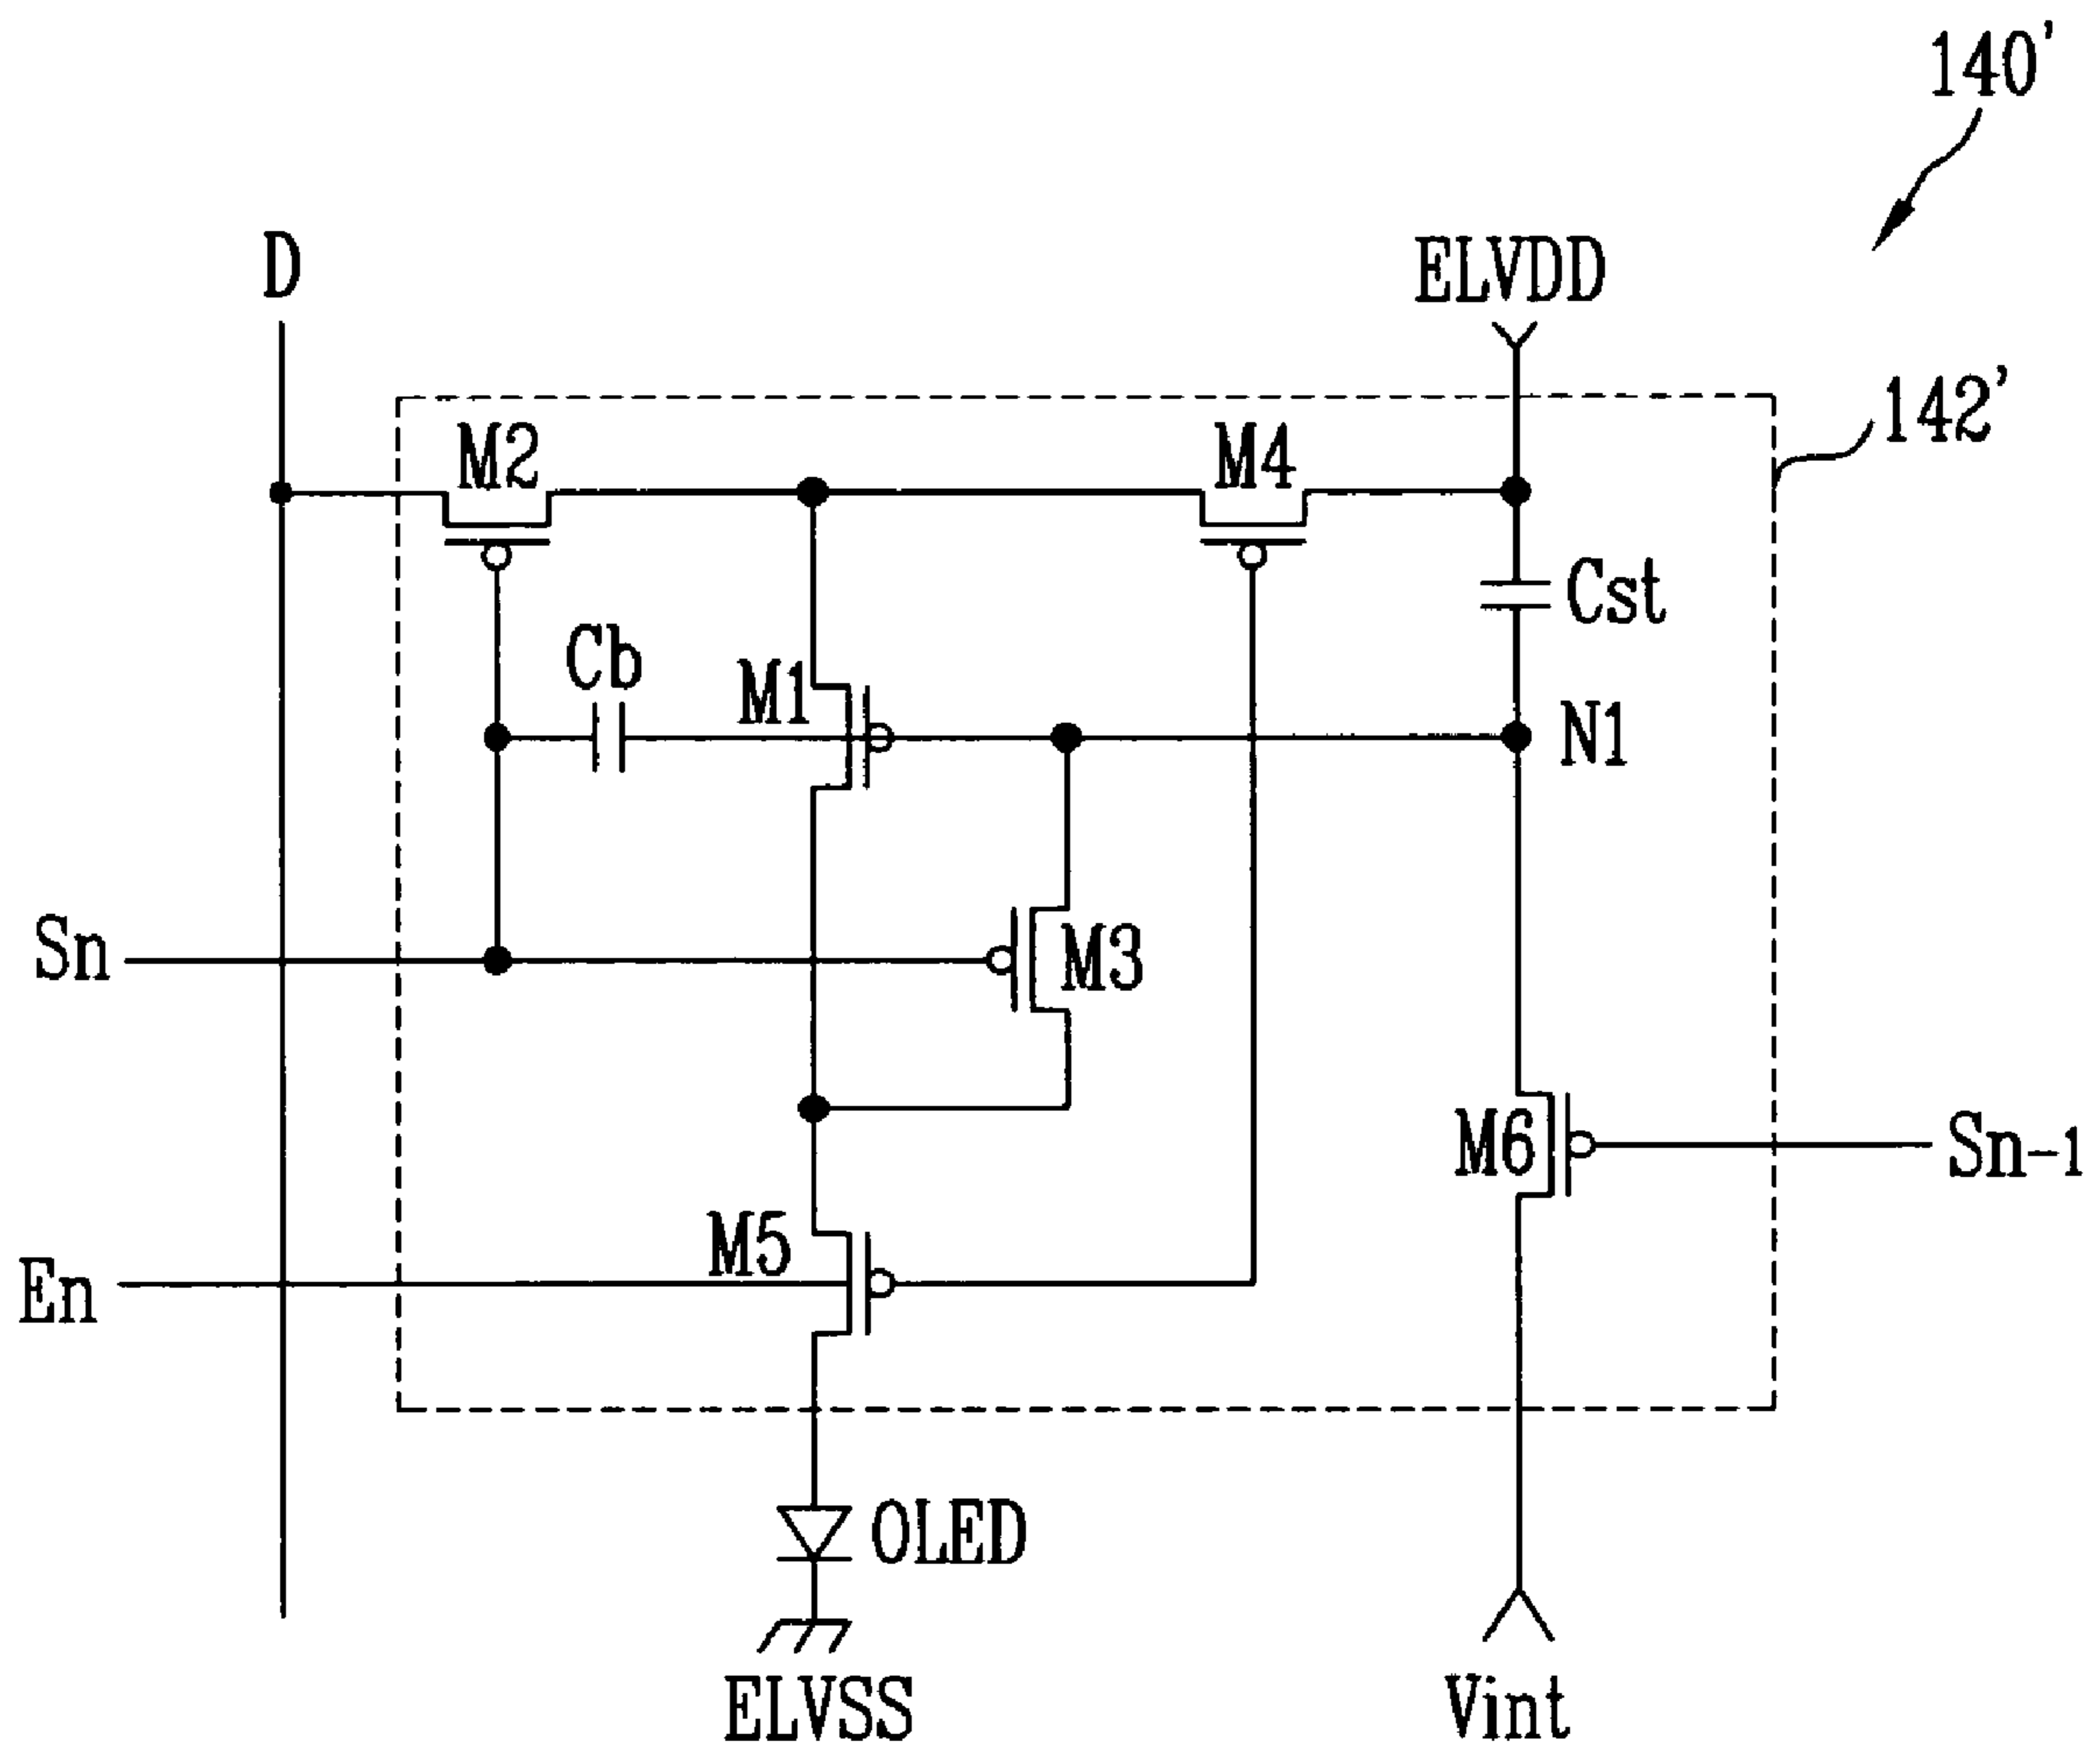 140'
D
ELVDD
142'
M2
M4
Cst
Cb
M1
N1
Sn
M3
M6
Sn-1
M5
En
OLED
ELVSS
Vint